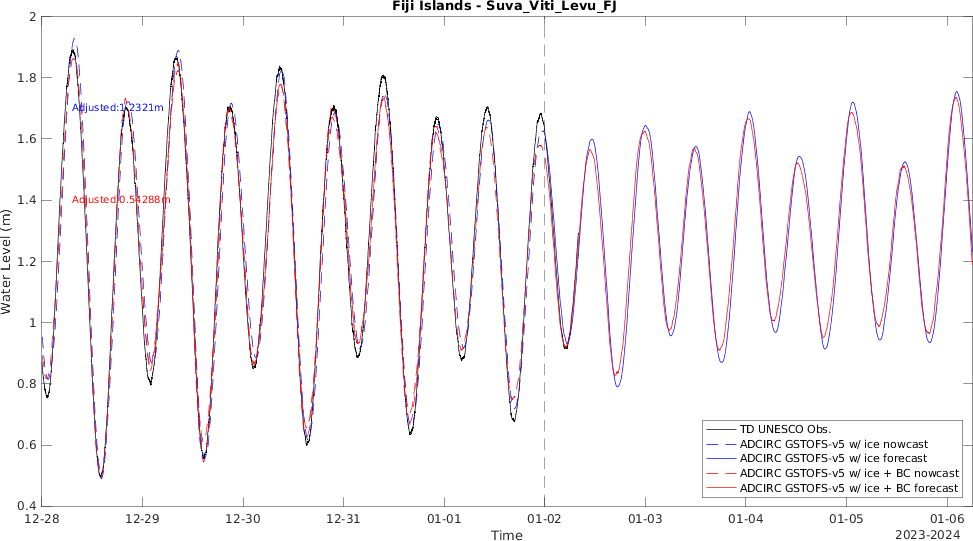 Fiji Islands - Suva_Viti_Levu_FJ
Water Level (m)
2
1.8
1.6
1.4
1.2
1
0.8
0.6
0.4
Adjusted:1.2321m
Adjusted:0.54288m
TD UNESCO Obs.
ADCIRC GSTOFS-v5 w/ ice nowcast
ADCIRC GSTOFS-v5 w/ ice forecast
ADCIRC GSTOFS-v5 w/ ice + BC nowcast
ADCIRC GSTOFS-v5 w/ ice + BC forecast
12-28 12-29 12-30 12-31 01-01 01-02 01-03 01-04 01-05 01-06
Time
2023-2024